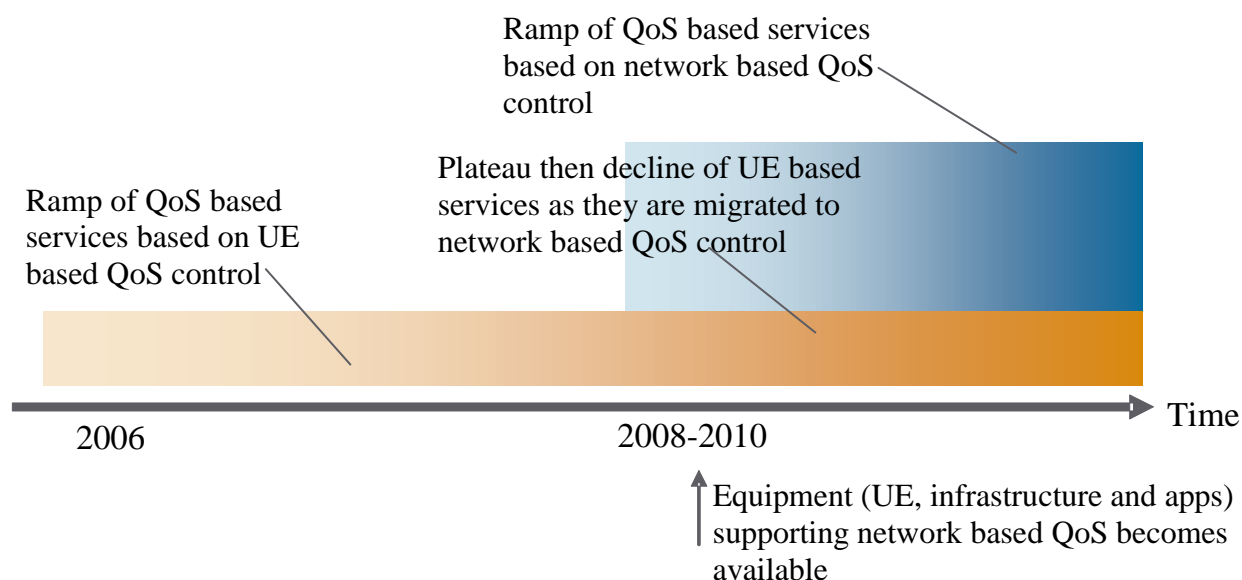 Ramp of QoS based services
based on network based QoS
control
Plateau then decline of UE based
services as they are migrated to
network based QoS control
Ramp of QoS based
services based on UE
based QoS control
Time
2006
2008-2010
Equipment (UE, infrastructure and apps)
supporting network based QoS becomes
available